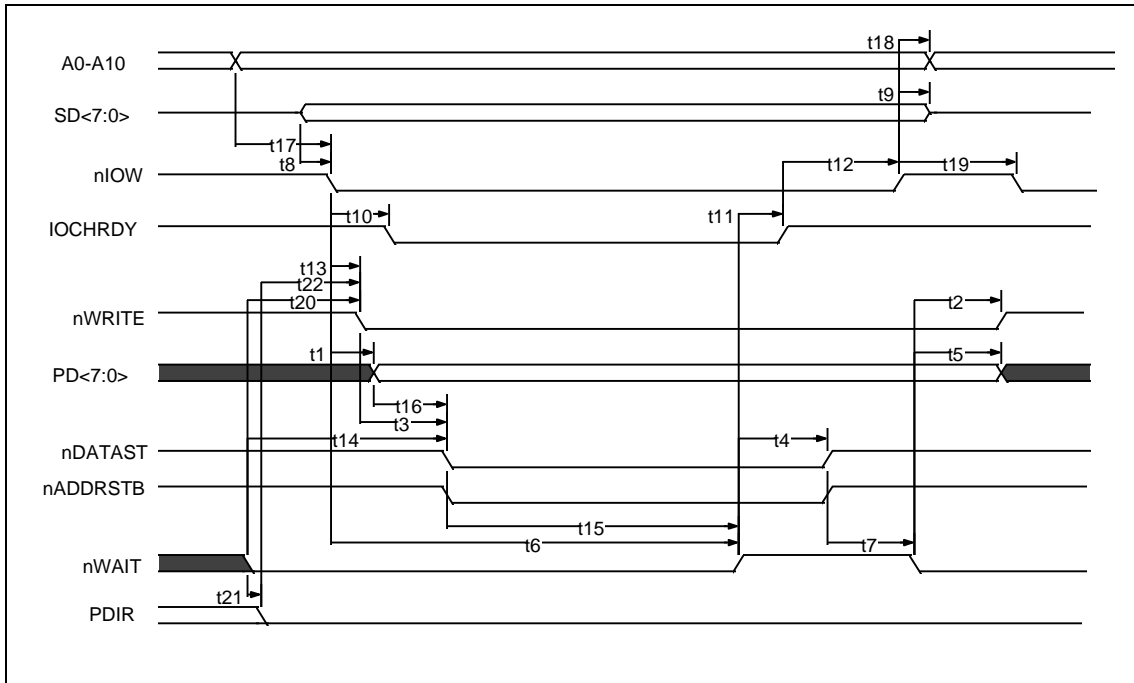 t18
A0-A10
t9
SD<7:0>
t17
t8
t12
t19
nIOW
t10
t11
IOCHRDY
t13
t22
t20
t2
nWRITE
t1
t5
PD<7:0>
t16
t3
t14
t4
nDATAST
nADDRSTB
t15
t6
t7
nWAIT
t21
PDIR